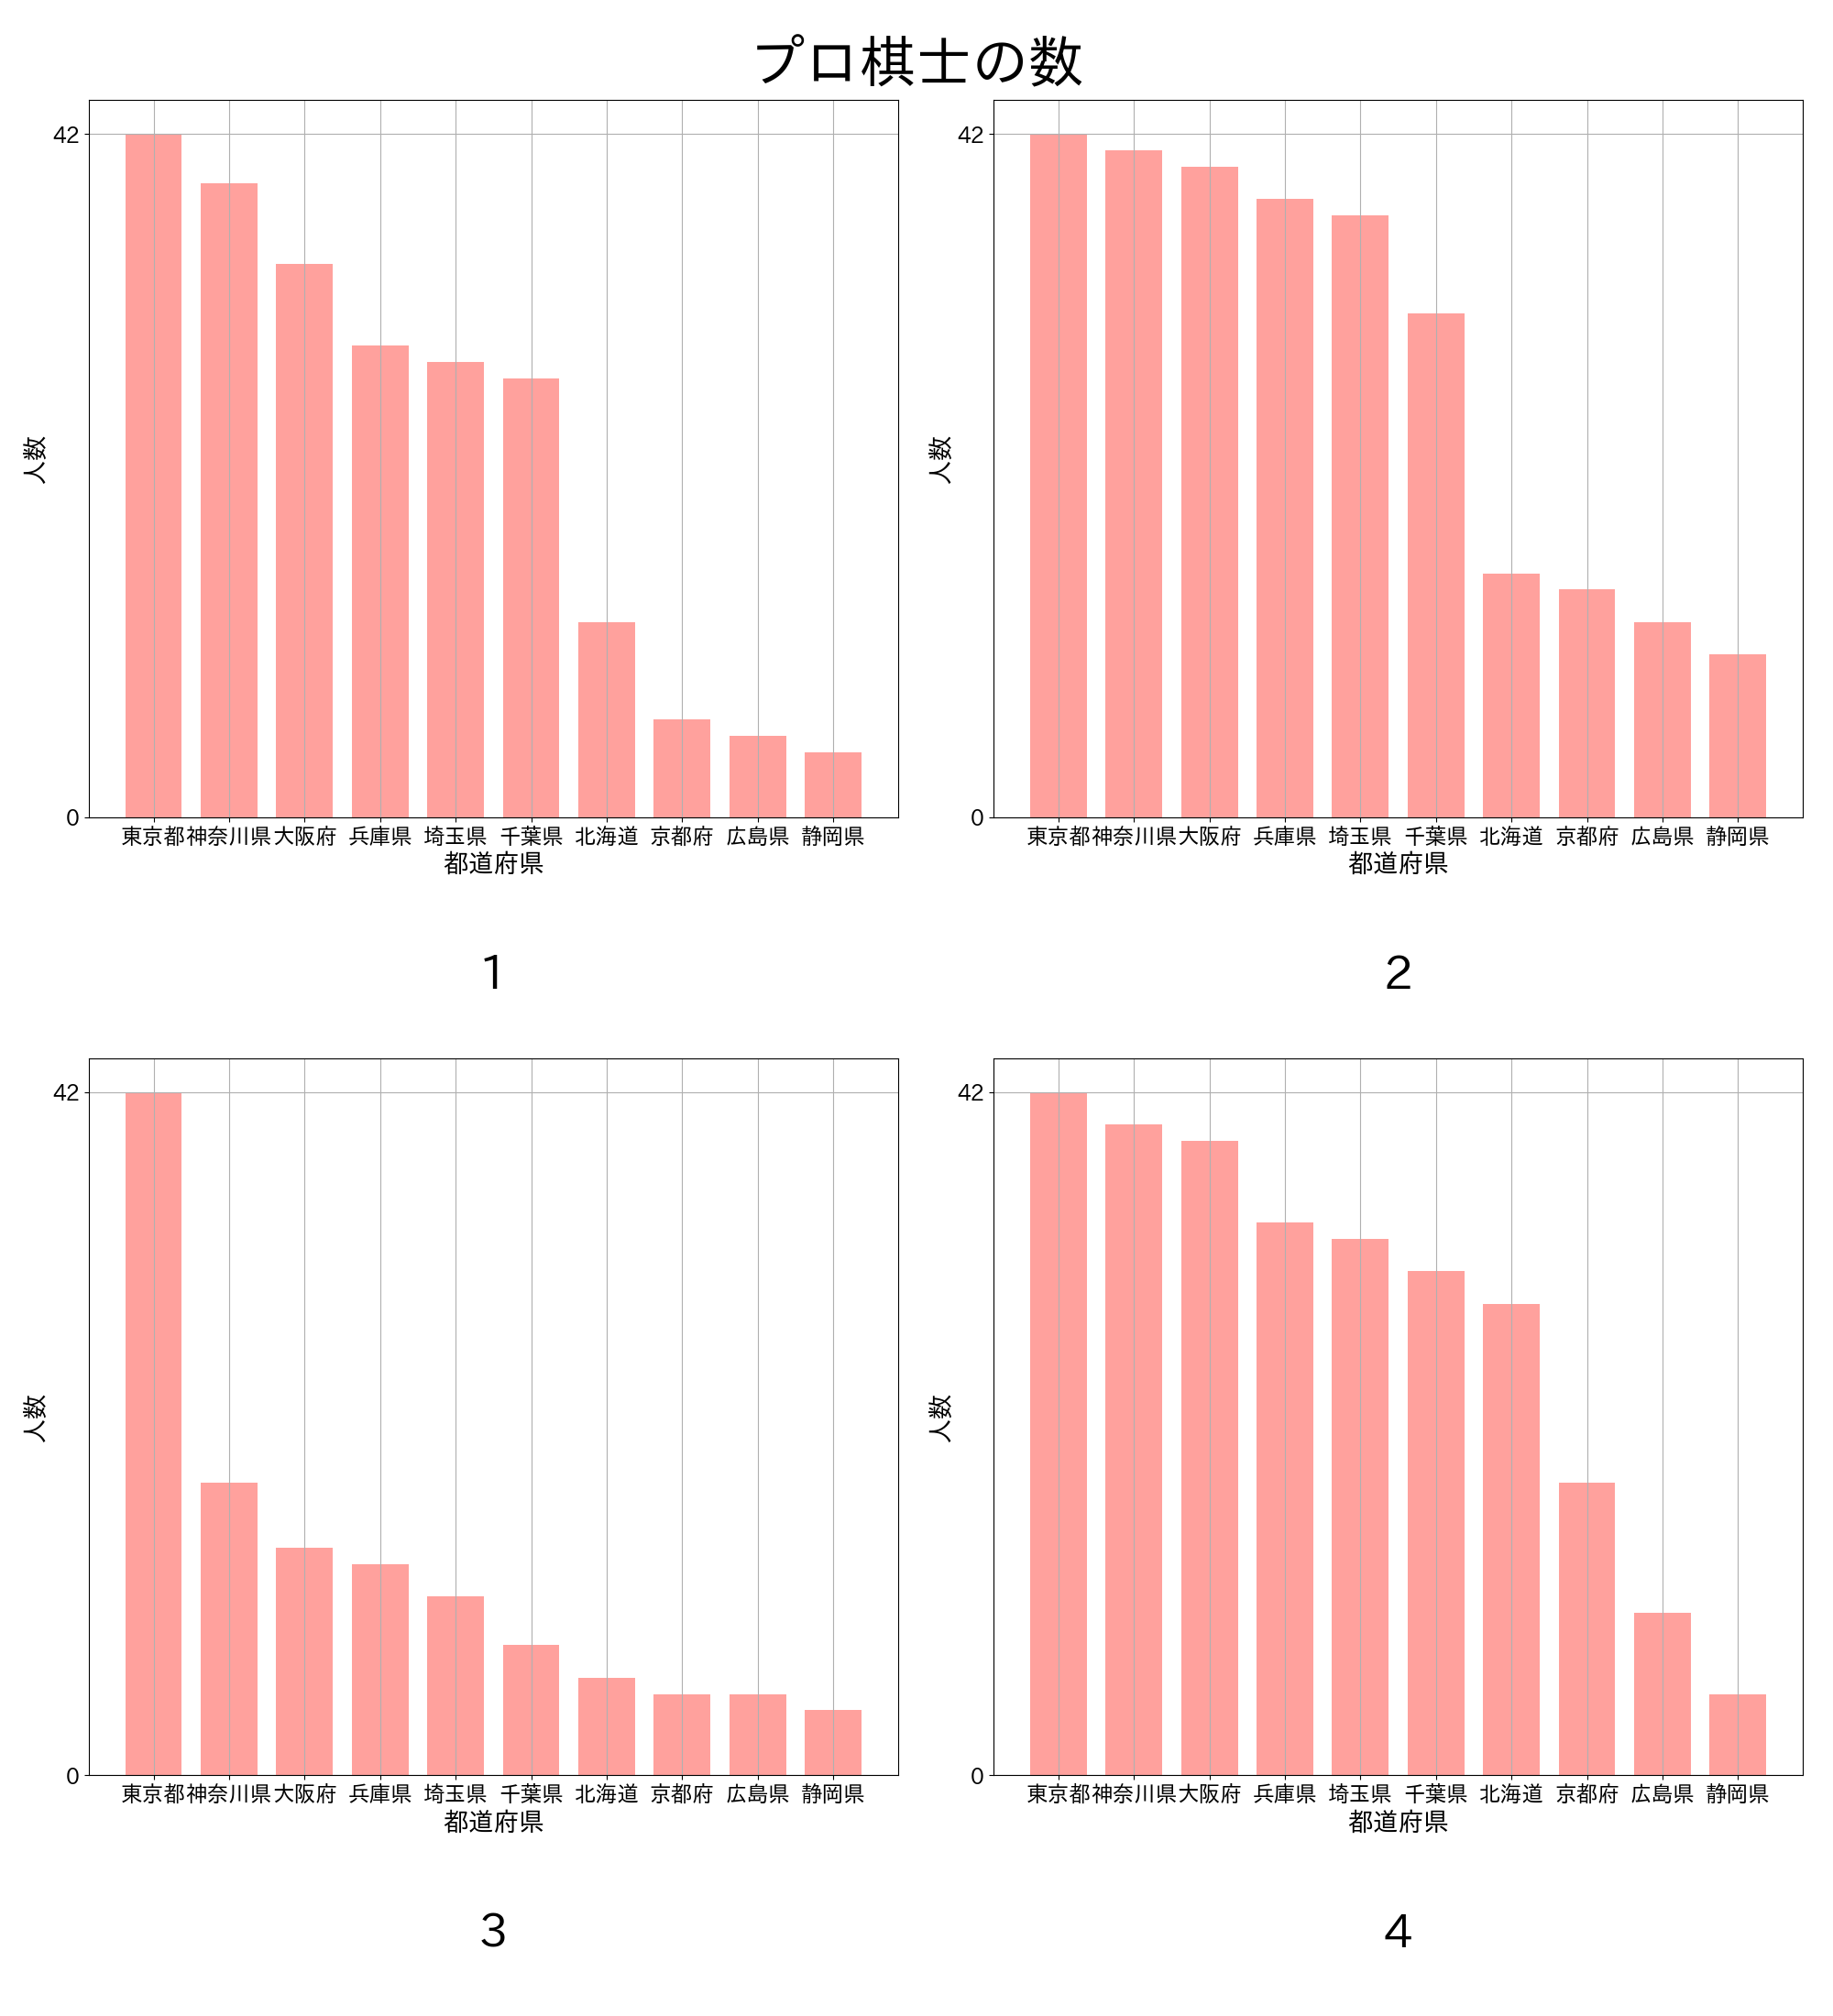 プロ棋士の数
42
0
人数
東京都 神奈川県 大阪府 兵庫県 埼玉県 千葉県 北海道 京都府 広島県 静岡県
都道府県
1
42
0
人数
東京都 神奈川県 大阪府 兵庫県 埼玉県 千葉県 北海道 京都府 広島県 静岡県
都道府県
2
42
0
人数
東京都 神奈川県 大阪府 兵庫県 埼玉県 千葉県 北海道 京都府 広島県 静岡県
都道府県
3
42
0
人数
東京都 神奈川県 大阪府 兵庫県 埼玉県 千葉県 北海道 京都府 広島県 静岡県
都道府県
4